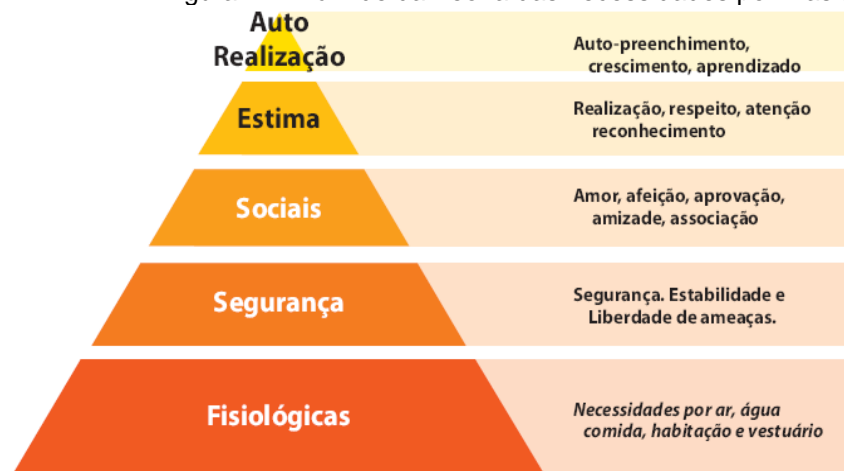 Auto
Realização
Auto-preenchimento,
crescimento, aprendizado
Estima
Realização, respeito, atenção
reconhecimento
Sociais
Amor, afeição, aprovação,
amizade, associação
Segurança
Segurança. Estabilidade e
Liberdade de ameaças.
Fisiológicas
Necessidades por ar, água
comida, habitação e vestuário